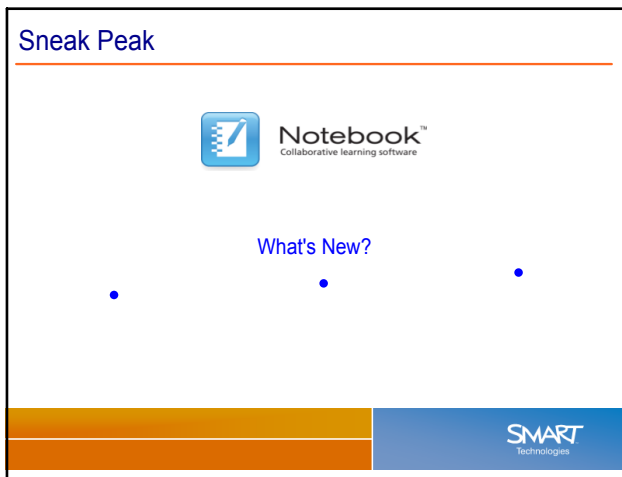 Sneak Peak
Notebook™
Collaborative learning software
What's New?
SMART
Technologies